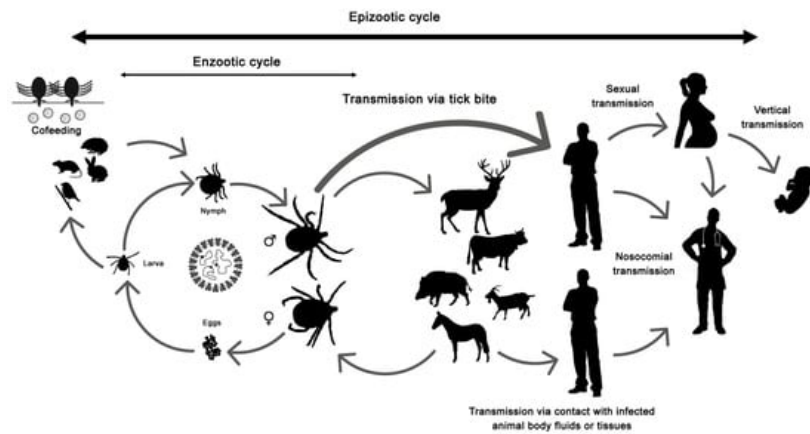 Epizootic cycle
Enzootic cycle
Cofeeding
Transmission via tick bite
Sexual
transmission
Vertical
transmission
Nymph
♂
Larva
Nosocomial
transmission
♀
Eggs
Transmission via contact with infected
animal body fluids or tissues